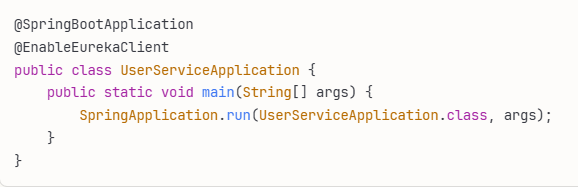 @SpringBootApplication
@EnableEurekaClient
public class UserServiceApplication {
    public static void main(String[] args) {
        SpringApplication.run(UserServiceApplication.class, args);
    }
}